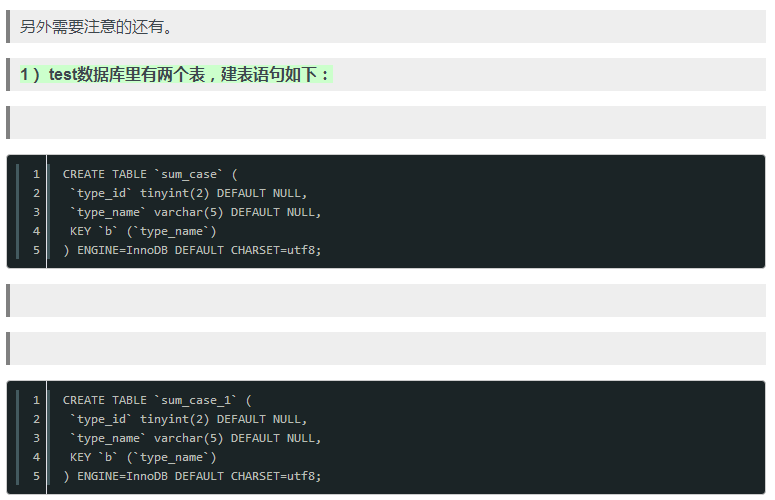 另外需要注意的还有。
1） test数据库里有两个表，建表语句如下：
1 CREATE TABLE `sum_case` (
2 `type_id` tinyint(2) DEFAULT NULL,
3 `type_name` varchar(5) DEFAULT NULL,
4 KEY `b` (`type_name`)
5 ) ENGINE=InnoDB DEFAULT CHARSET=utf8;
1 CREATE TABLE `sum_case_1` (
2 `type_id` tinyint(2) DEFAULT NULL,
3 `type_name` varchar(5) DEFAULT NULL,
4 KEY `b` (`type_name`)
5 ) ENGINE=InnoDB DEFAULT CHARSET=utf8;